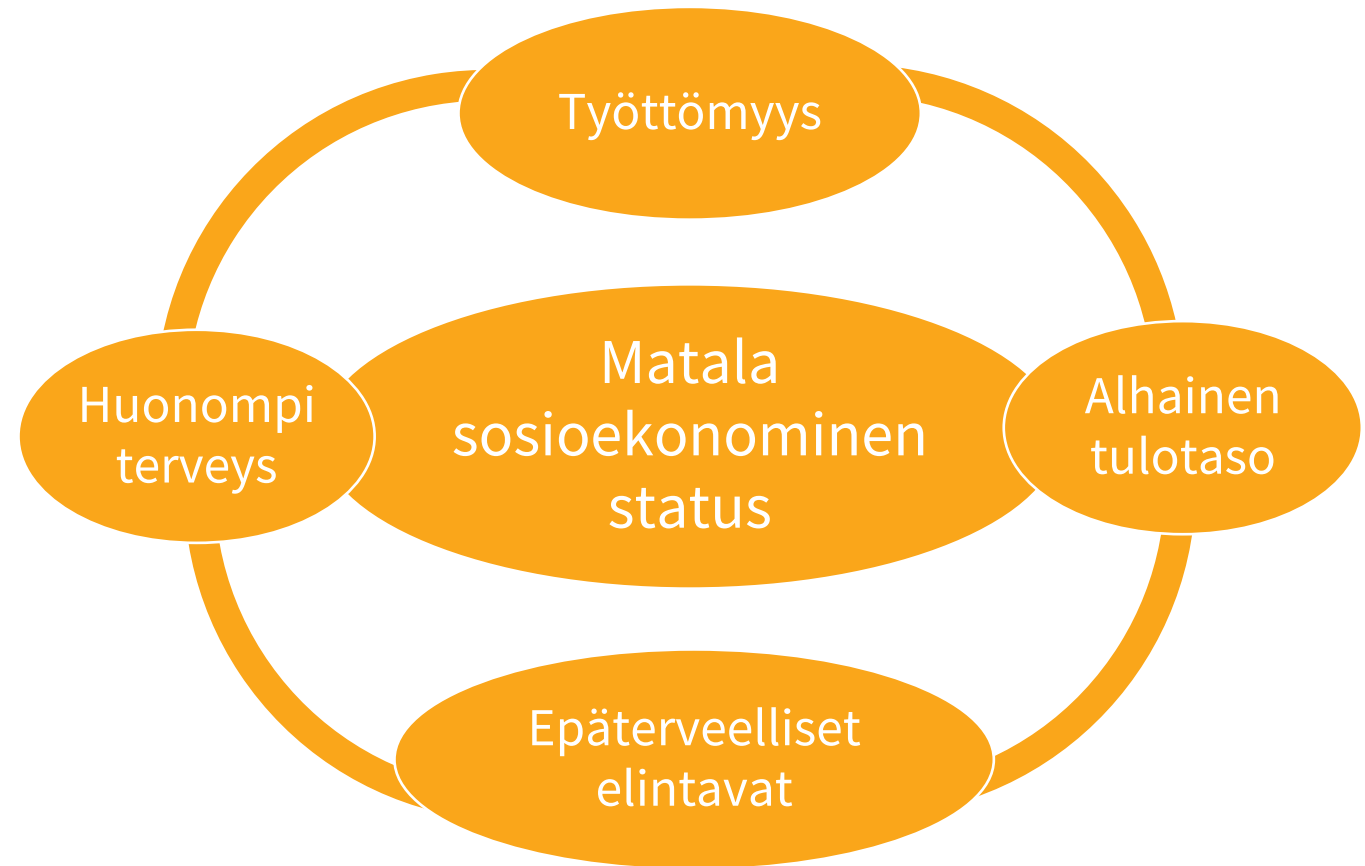 Työttömyys
Matala
sosioekonominen
status
Huonompi
terveys
Alhainen
tulotaso
Epäterveelliset
elintavat